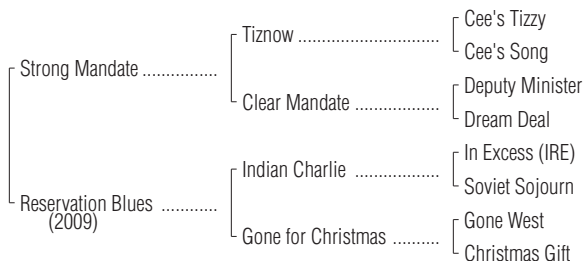 Cee's Tizzy
Tiznow ..............................
Cee's Song
Strong Mandate ................
Deputy Minister
Clear Mandate ..................
Dream Deal
In Excess (IRE)
Indian Charlie ..................
Soviet Sojourn
Reservation Blues ............
(2009)
Gone West
Gone for Christmas ..........
Christmas Gift